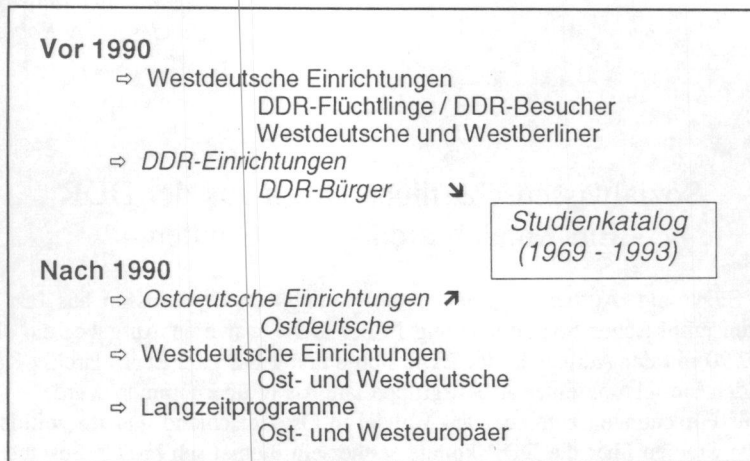 Vor 1990
⇨ Westdeutsche Einrichtungen
DDR-Flüchtlinge / DDR-Besucher
Westdeutsche und Westberliner
⇨ DDR-Einrichtungen
DDR-Bürger ➘
Studienkatalog
(1969 - 1993)
Nach 1990
⇨ Ostdeutsche Einrichtungen ➚
Ostdeutsche
⇨ Westdeutsche Einrichtungen
Ost- und Westdeutsche
⇨ Langzeitprogramme
Ost- und Westeuropäer